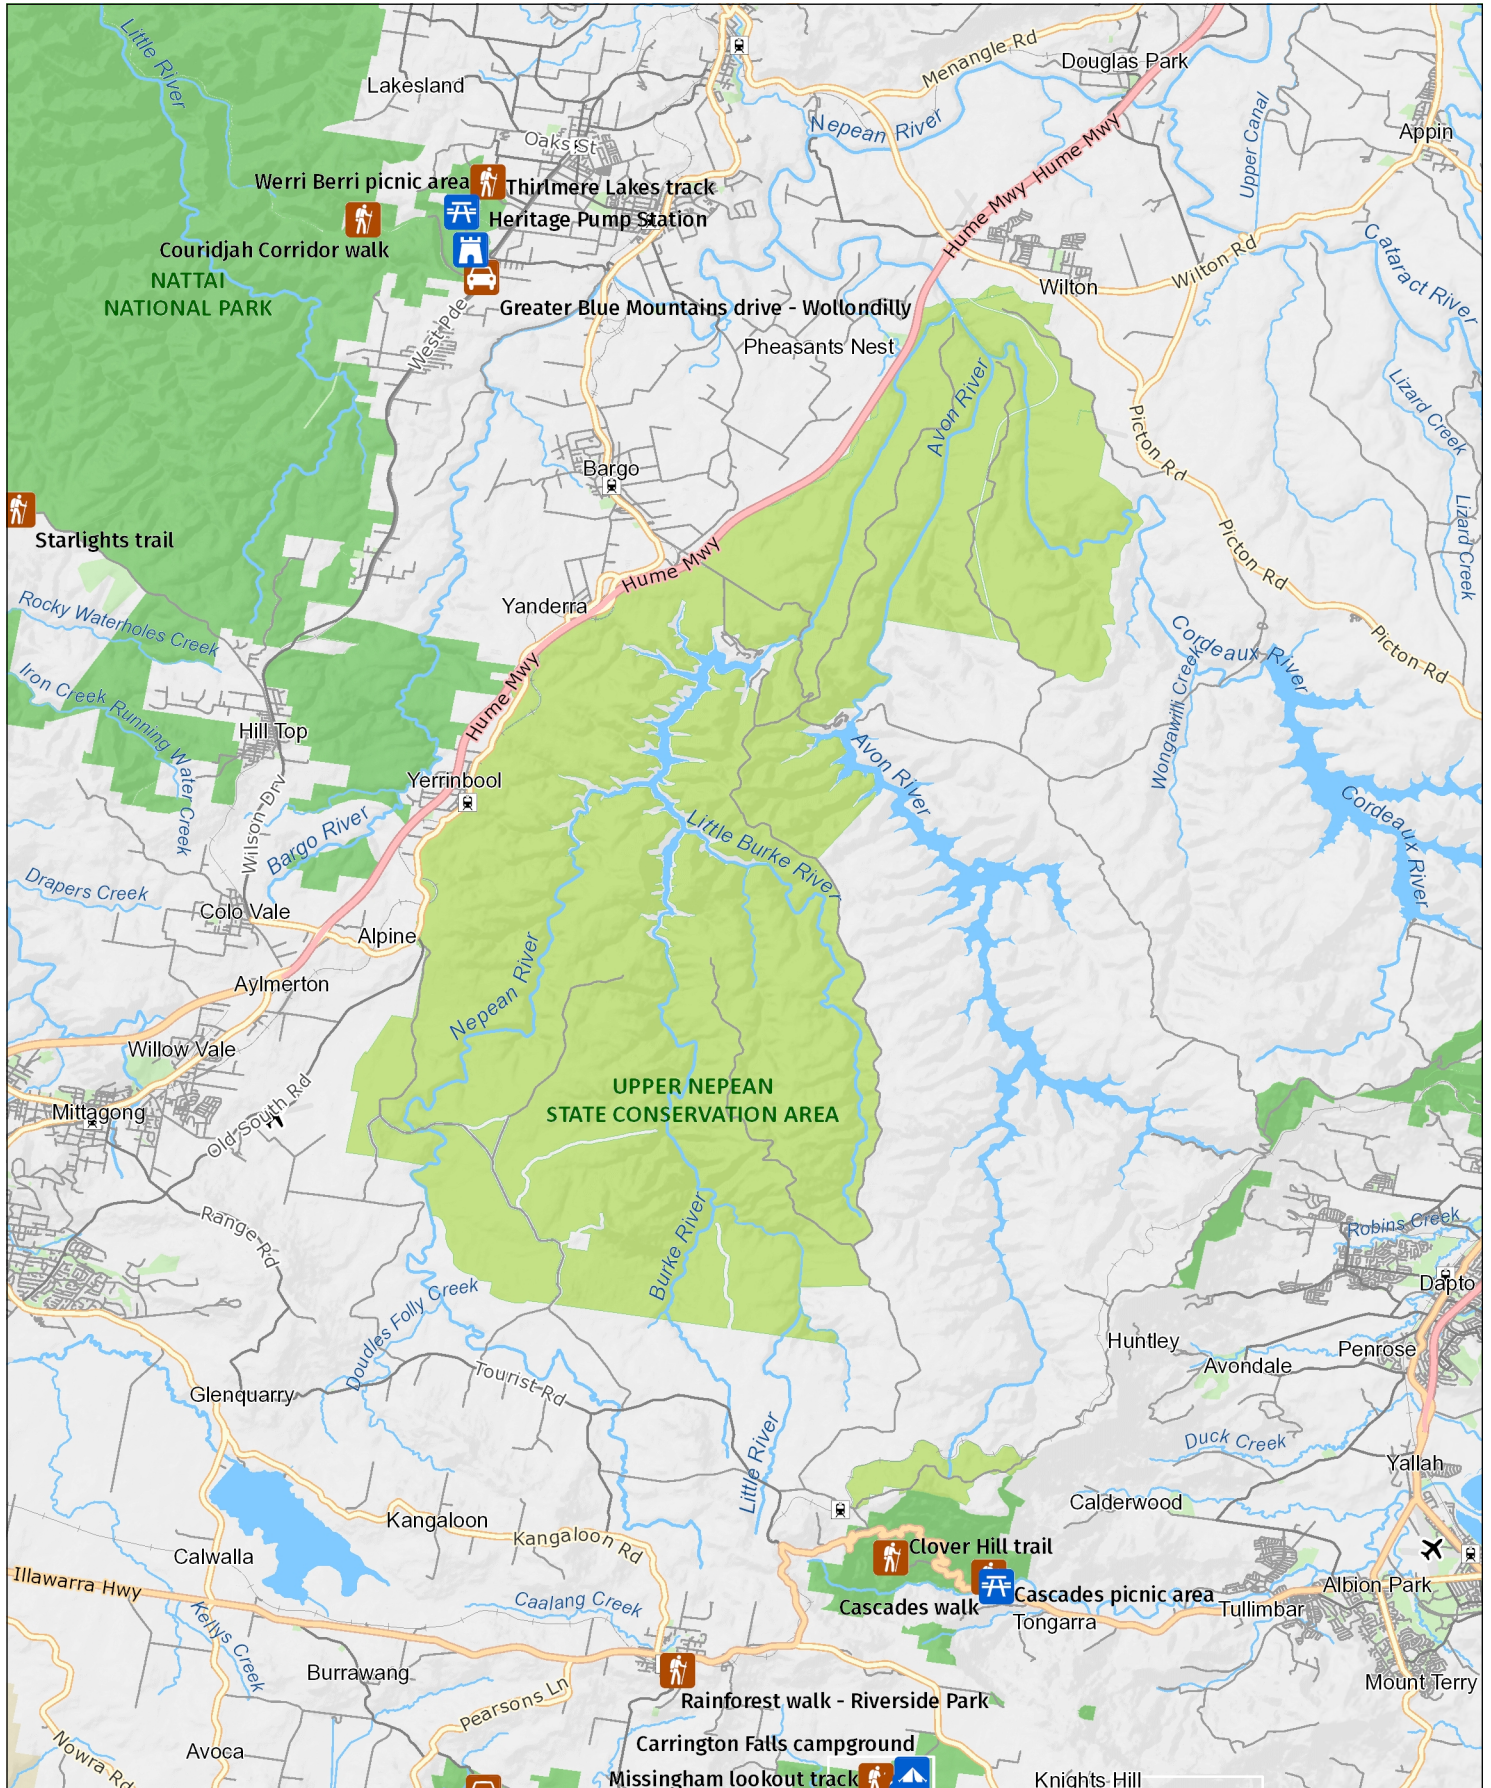 Little River
Lakesland
Menangle Rd
Douglas Park
Nepean River
Hume Mwy
Upper Canal
Appin
Oaks St
Werri Berri picnic area
Thirlmere Lakes track
Heritage Pump Station
Couridjah Corridor walk
Hume Mwy
Hume Mwy
Wilton Rd
Cataract River
NATTAI
NATIONAL PARK
Wilton
Greater Blue Mountains drive - Wollondilly
West Pde
Pheasants Nest
Avon River
Lizard Creek
Picton Rd
Bargo
Starlights trail
Hume Mwy
Picton Rd
Lizard Creek
Yanderra
Rocky Waterholes Creek
Cordeaux River
Picton Rd
Iron Creek Running Water Creek
Hume Mwy
Wongawilli Creek
Hill Top
Yerrinbool
Avon River
Wilson Drv
Bargo River
Little Burke River
Cordeaux River
Drapers Creek
Colo Vale
Alpine
Aylmerton
Nepean River
Willow Vale
UPPER NEPEAN
STATE CONSERVATION AREA
Mittagong
Old South Rd
Range Rd
Burke River
Robins Creek
Dapto
Doudles Folly Creek
Huntley
Penrose
Avondale
Tourist Rd
Glenquarry
Little River
Duck Creek
Yallah
Calderwood
Kangaloon
Kangaloon Rd
Clover Hill trail
Calwalla
Illawarra Hwy
Albion Park
Cascades picnic area
Cascades walk
Tullimbar
Caalang Creek
Kellys Creek
Tongarra
Burrawang
Mount Terry
Rainforest walk - Riverside Park
Pearsons Ln
Carrington Falls campground
Avoca
Nowra Rd
Missingham lookout track
Knights Hill